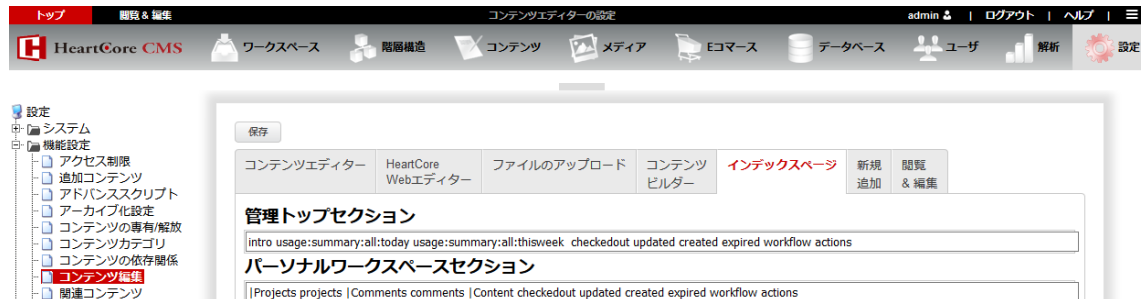 トップ 閲覧 & 編集 コンテンツエディターの設定 admin | ログアウト | ヘルプ |
HeartCore CMS ワークスペース 階層構造 コンテンツ メディア Eコマース データベース ユーザ 解析 設定
設定
システム
機能設定
アクセス制限
追加コンテンツ
アドバンススクリプト
アーカイブ化設定
コンテンツの専有/解放
コンテンツカテゴリ
コンテンツの依存関係
コンテンツ編集
関連コンテンツ
保存
コンテンツエディター
HeartCore
Webエディター
ファイルのアップロード
コンテンツ
ビルダー
インデックスページ
新規
追加
閲覧
& 編集
管理トップセクション
intro usage:summary:all:today usage:summary:all:thisweek checkedout updated created expired workflow actions
パーソナルワークスペースセクション
|Projects projects |Comments comments |Content checkedout updated created expired workflow actions